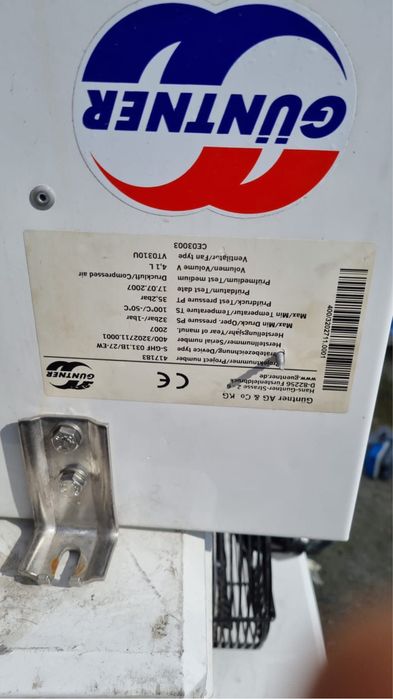 GÜNTNER
Güntner AG & Co KG
Hans-Güntner-Strasse 2-6
D-82256 Fürstenfeldbruck
www.guentner.de
GÜNTNER
Projektnummer/Project number 417183
Gerätebezeichnung/Device type S-GHF 031.1B/27-EW
Herstellnummer/Serial number 400/3202711.0001
Herstellungsjahr/Year of manuf. 2007
Max/Min Druck/Oper. pressure PS 32bar/-1bar
Max/Min Temperatur/Temperature TS 100°C/-50°C
Prüfdruck/Test pressure PT 35,2bar
Prüfdatum/Test date 17.07.2007
Prüfmedium/Test medium Druckluft/Compressed air
Volumen/Volume V 4,1 L
Ventilator/Fan type VT0310U
CE03003
CE
400/3202711.0001